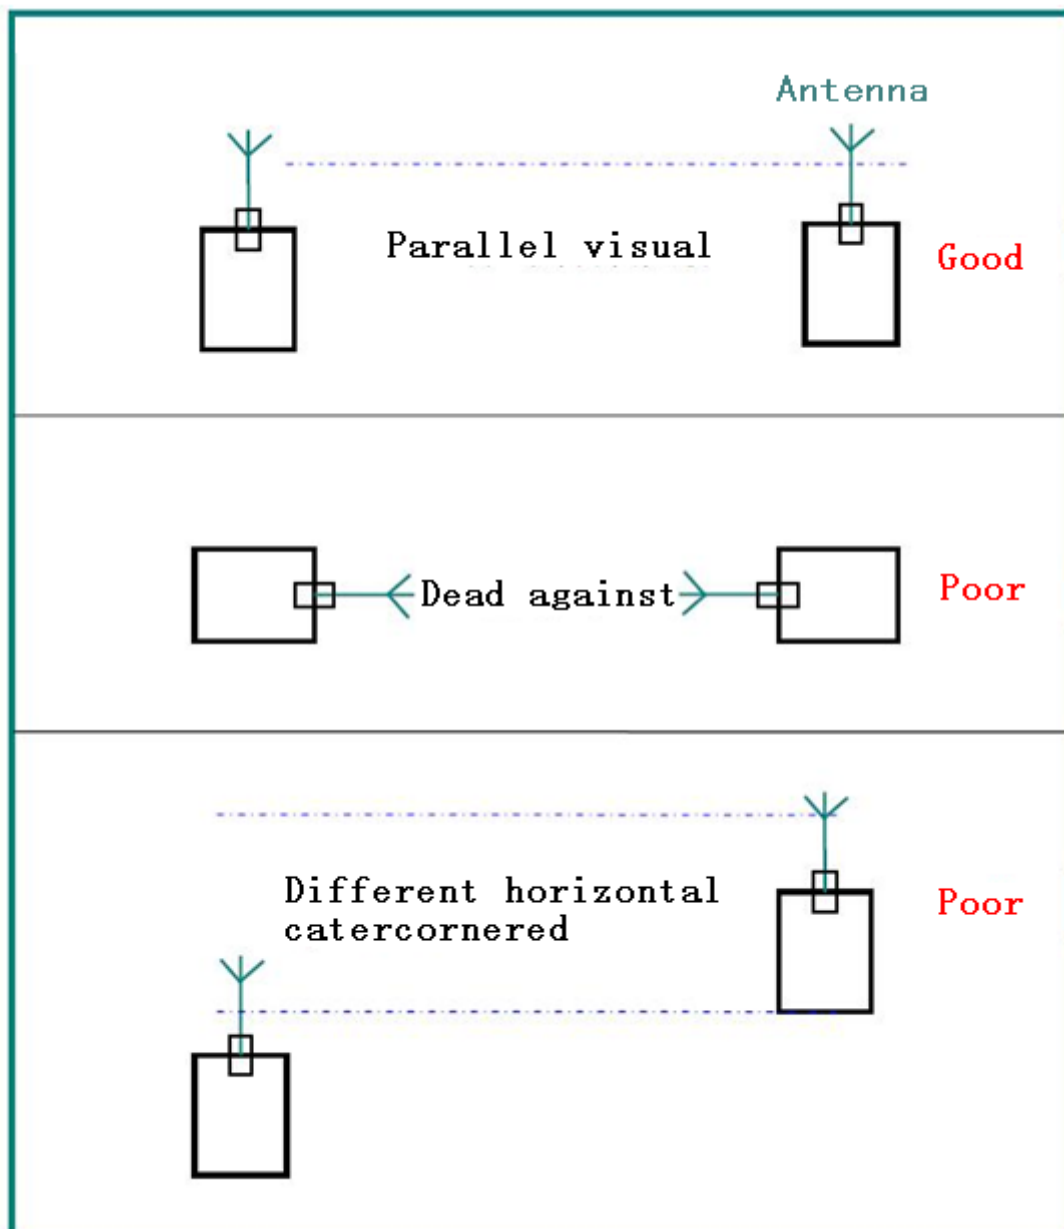 Antenna
Parallel visual
Good
Dead against
Poor
Different horizontal
catercornered
Poor